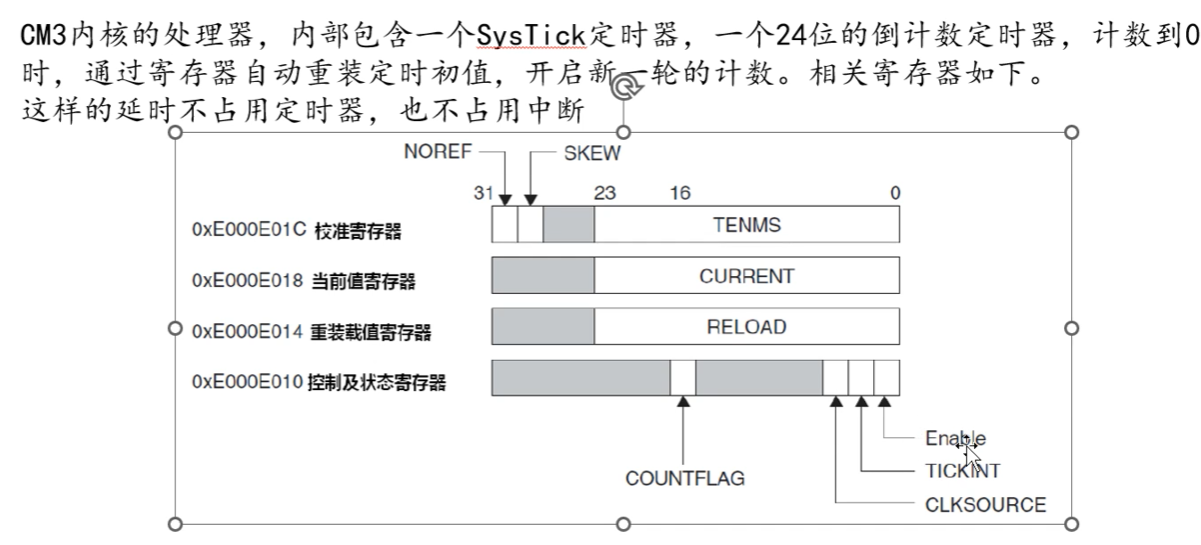 CM3内核的处理器，内部包含一个SysTick定时器，一个24位的倒计数定时器，计数到0
时，通过寄存器自动重装定时初值，开启新一轮的计数。相关寄存器如下。
这样的延时不占用定时器，也不占用中断
NOREF SKEW
31 23 16 0
0xE000E01C 校准寄存器 TENMS
0xE000E018 当前值寄存器 CURRENT
0xE000E014 重装载值寄存器 RELOAD
0xE000E010 控制及状态寄存器
Enable
TICKINT
COUNTFLAG
CLKSOURCE